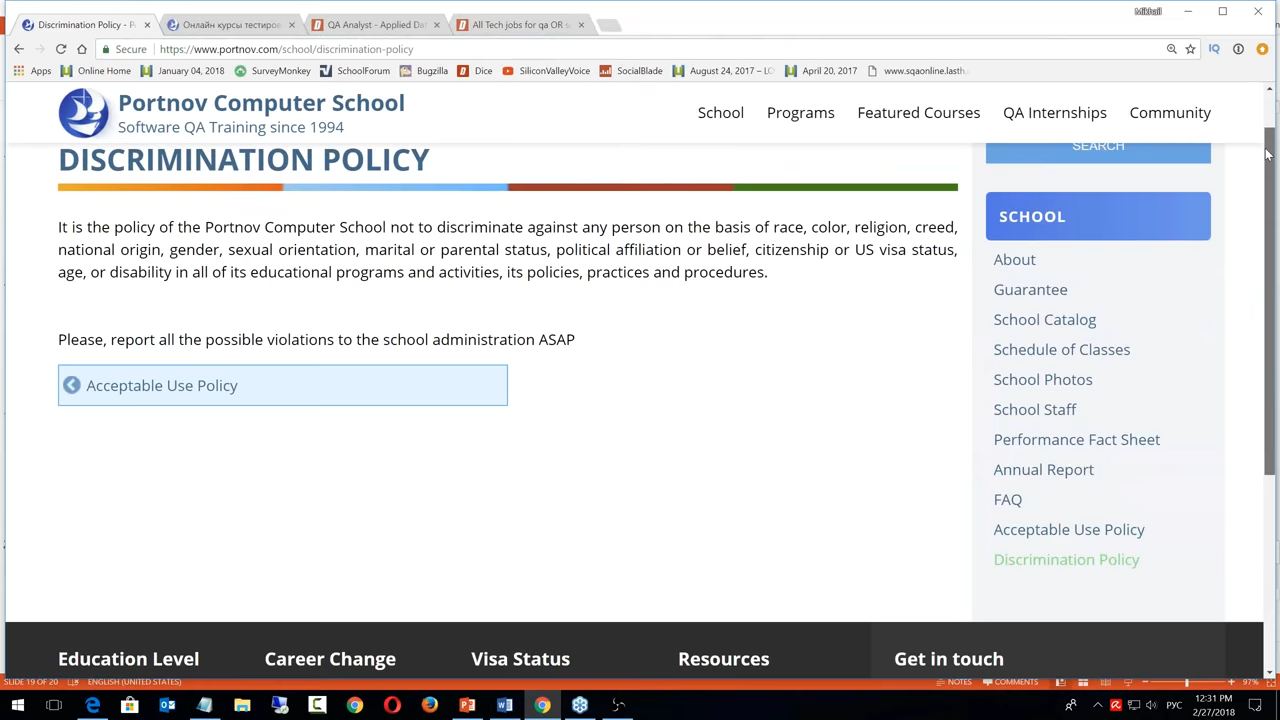 Mikhail
Discrimination Policy - Po
Онлайн курсы тестиров
QA Analyst - Applied Dat
All Tech jobs for qa OR s
Secure
https://www.portnov.com/school/discrimination-policy
Apps
Online Home
January 04, 2018
SurveyMonkey
SchoolForum
Bugzilla
Dice
SiliconValleyVoice
SocialBlade
August 24, 2017 – LO
April 20, 2017
www.sqaonline.lasth
Portnov Computer School
Software QA Training since 1994
School
Programs
Featured Courses
QA Internships
Community
DISCRIMINATION POLICY
SEARCH
It is the policy of the Portnov Computer School not to discriminate against any person on the basis of race, color, religion, creed,
national origin, gender, sexual orientation, marital or parental status, political affiliation or belief, citizenship or US visa status,
age, or disability in all of its educational programs and activities, its policies, practices and procedures.
Please, report all the possible violations to the school administration ASAP
Acceptable Use Policy
SCHOOL
About
Guarantee
School Catalog
Schedule of Classes
School Photos
School Staff
Performance Fact Sheet
Annual Report
FAQ
Acceptable Use Policy
Discrimination Policy
Education Level
Career Change
Visa Status
Resources
Get in touch
SLIDE 19 OF 20
ENGLISH (UNITED STATES)
NOTES
COMMENTS
97%
РУС
12:31 PM
2/27/2018